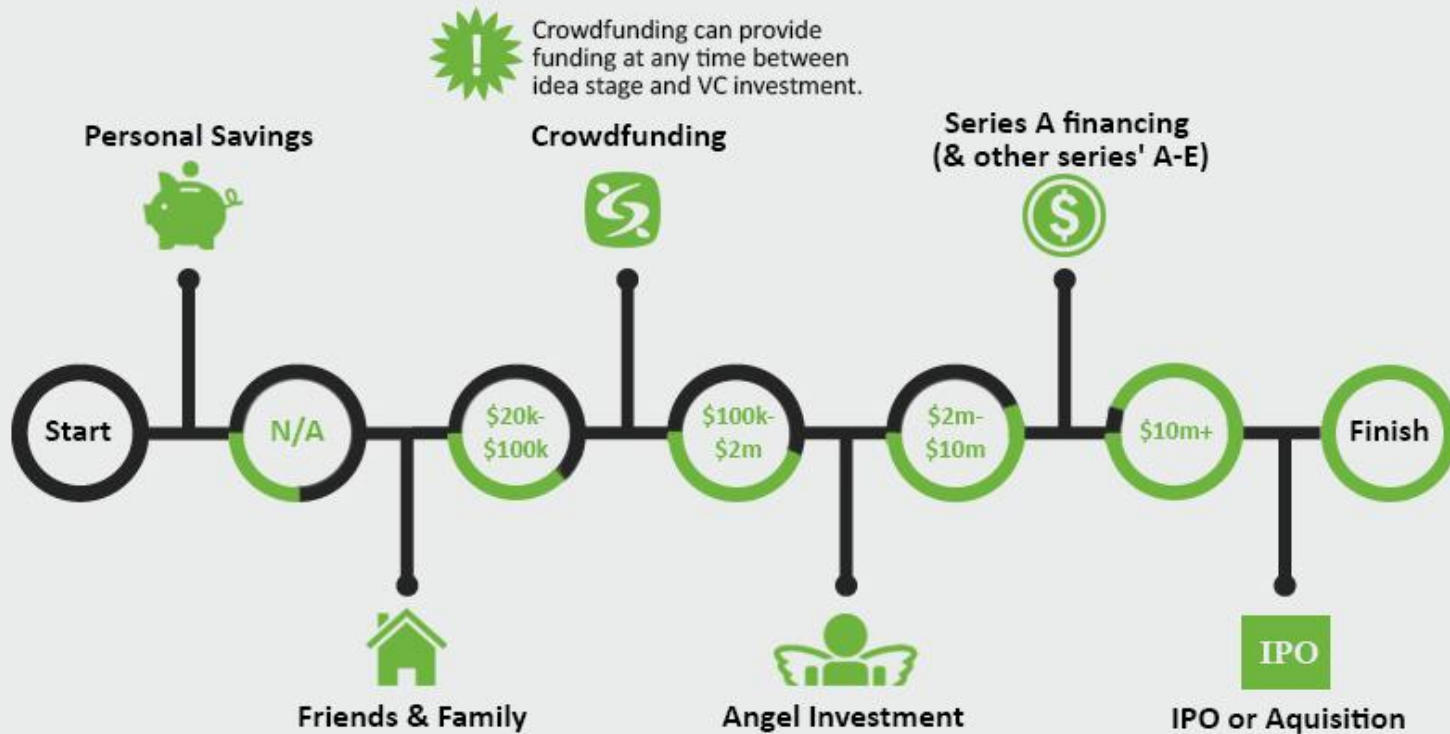 !
Crowdfunding can provide
funding at any time between
idea stage and VC investment.
Personal Savings
Crowdfunding
Series A financing
(& other series' A-E)
$
Start
N/A
$20k-
$100k
$100k-
$2m
$2m-
$10m
$10m+
Finish
IPO
Friends & Family
Angel Investment
IPO or Aquisition